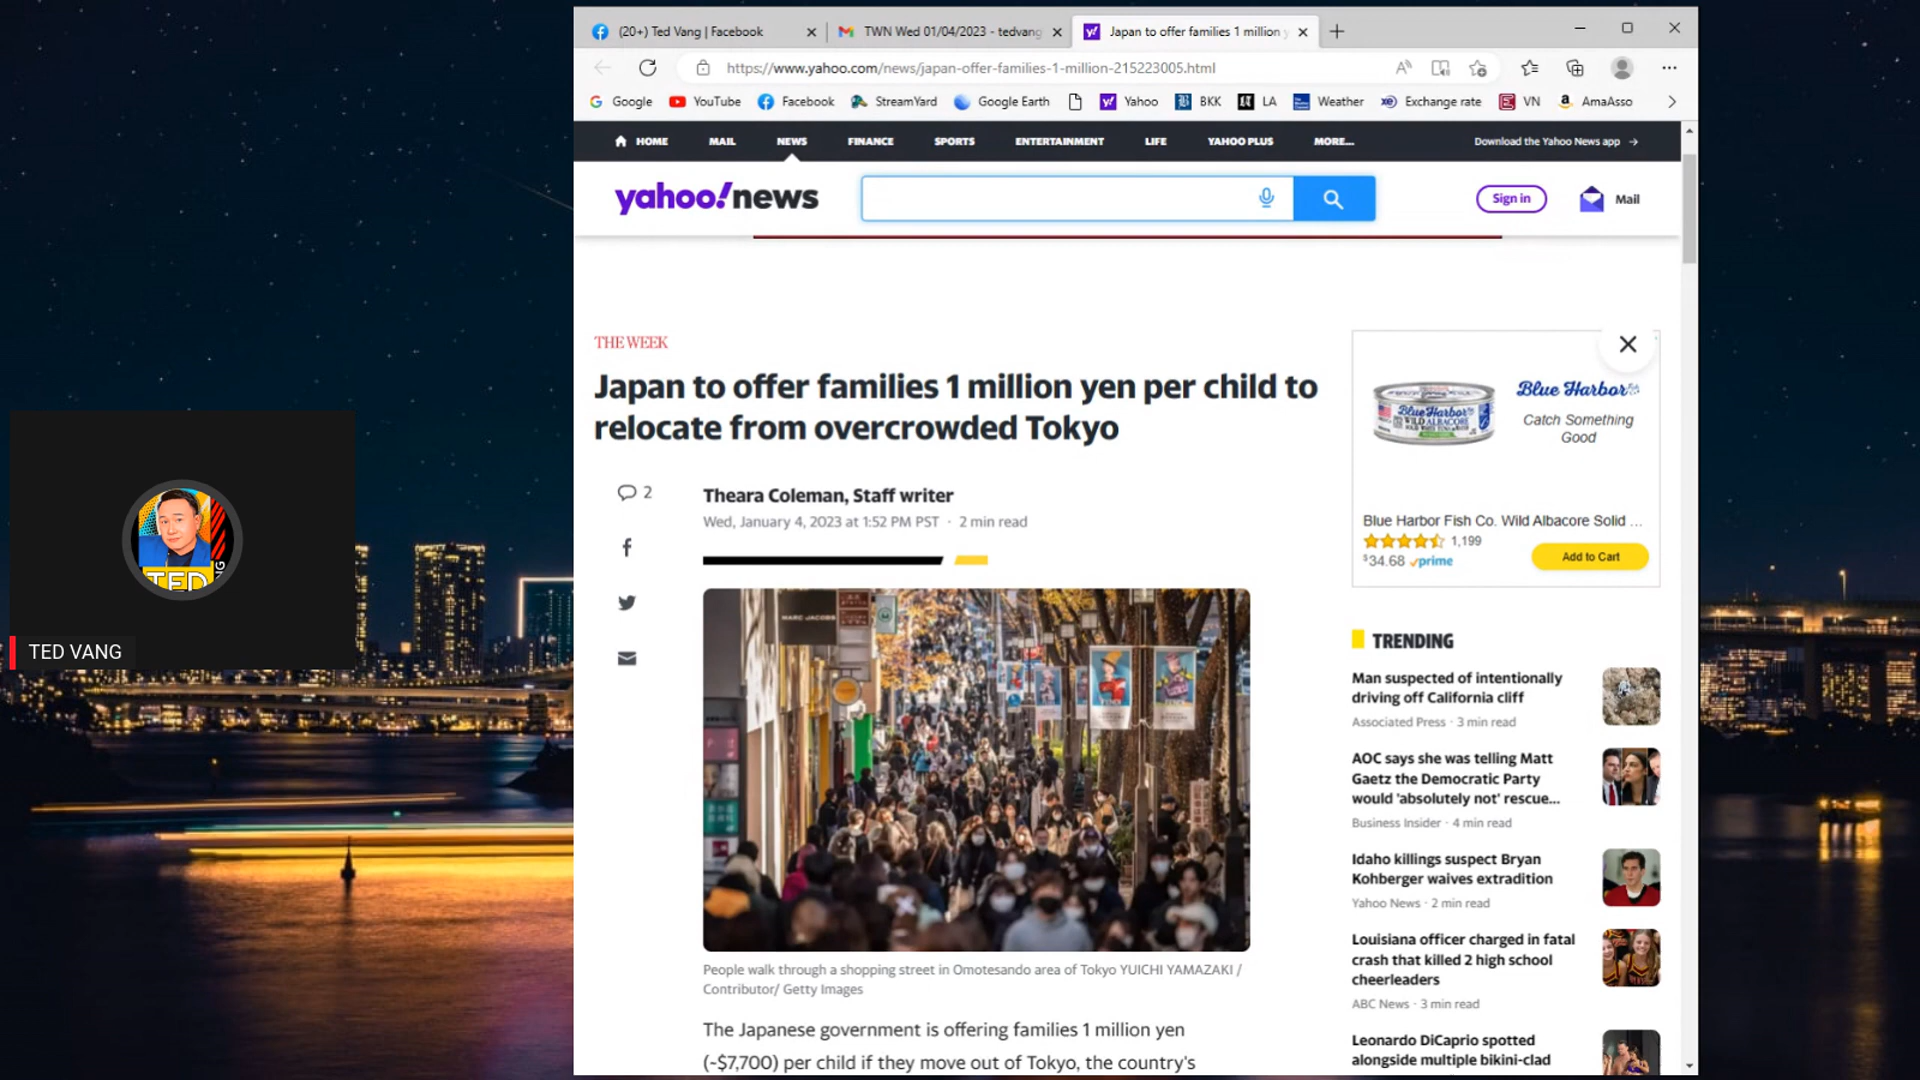 (20+) Ted Vang | Facebook
TWN Wed 01/04/2023 - tedvang
Japan to offer families 1 million y
https://www.yahoo.com/news/japan-offer-families-1-million-215223005.html
Google YouTube Facebook StreamYard Google Earth Yahoo BKK LA Weather Exchange rate VN AmaAsso
HOME MAIL NEWS FINANCE SPORTS ENTERTAINMENT LIFE YAHOO PLUS MORE... Download the Yahoo News app →
yahoo!news
Sign in
Mail
THE WEEK
Japan to offer families 1 million yen per child to
relocate from overcrowded Tokyo
2
Theara Coleman, Staff writer
Wed, January 4, 2023 at 1:52 PM PST · 2 min read
MARC JACOBS
People walk through a shopping street in Omotesando area of Tokyo YUICHI YAMAZAKI /
Contributor/ Getty Images
The Japanese government is offering families 1 million yen
(~$7,700) per child if they move out of Tokyo, the country's
Blue Harbor
WILD ALBACORE
Blue Harbor
Catch Something
Good
Blue Harbor Fish Co. Wild Albacore Solid ...
1,199
$34.68 prime
Add to Cart
TRENDING
Man suspected of intentionally
driving off California cliff
Associated Press · 3 min read
AOC says she was telling Matt
Gaetz the Democratic Party
would 'absolutely not' rescue...
Business Insider · 4 min read
Idaho killings suspect Bryan
Kohberger waives extradition
Yahoo News · 2 min read
Louisiana officer charged in fatal
crash that killed 2 high school
cheerleaders
ABC News · 3 min read
Leonardo DiCaprio spotted
alongside multiple bikini-clad
TED
TED VANG